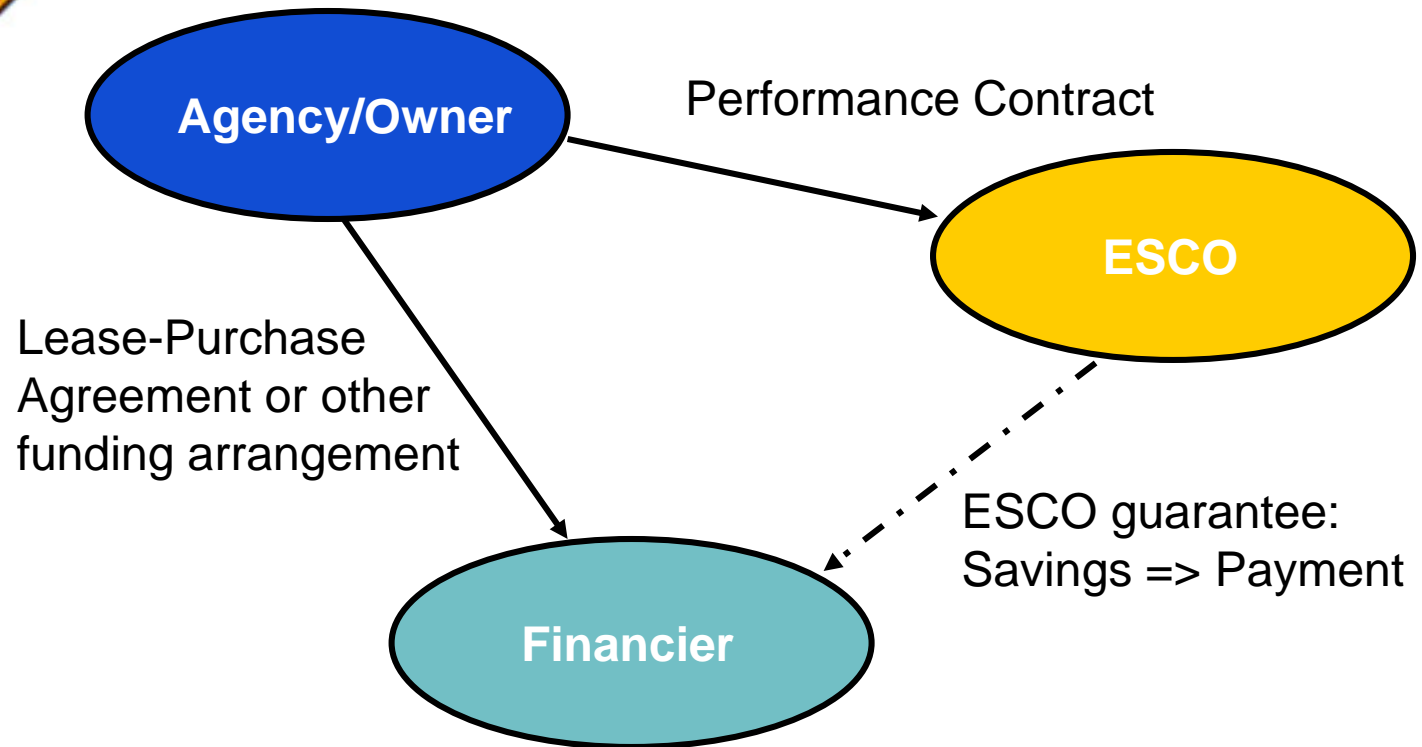 Agency/Owner
Performance Contract
ESCO
Lease-Purchase
Agreement or other
funding arrangement
ESCO guarantee:
Savings => Payment
Financier